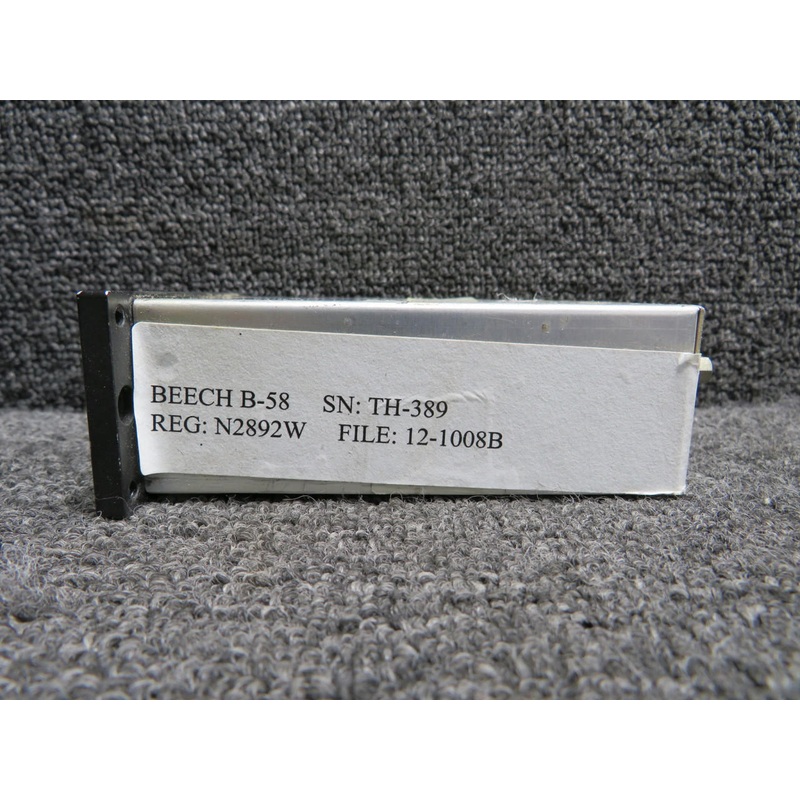 BEECH B-58 SN: TH-389
REG: N2892W FILE: 12-1008B